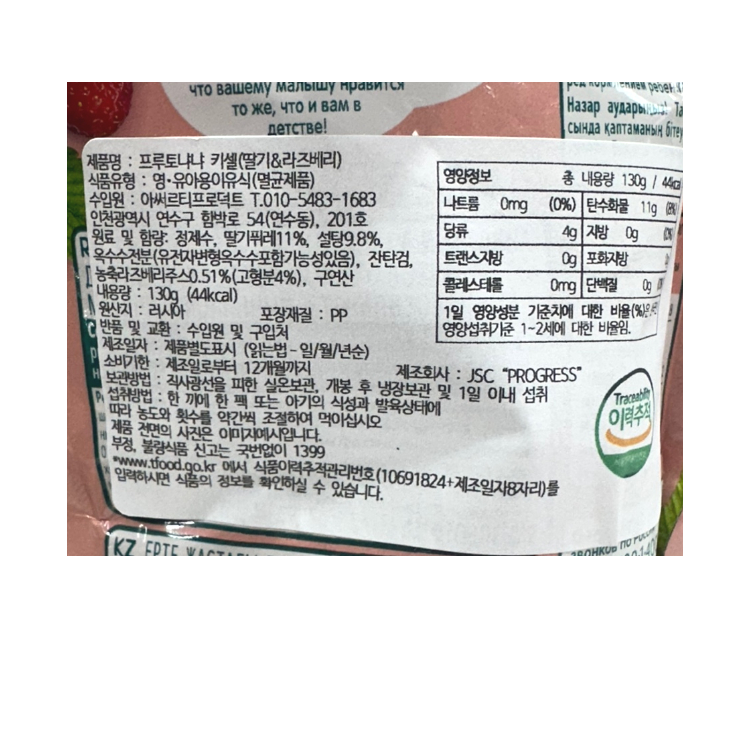 что вашему малышу нравится
то же, что и вам в
детстве!
Назар аударыңыз!
сында қаптаманың
제품명 : 프루토냐냐 키셀(딸기&라즈베리)
식품유형 : 영·유아용이유식(멸균제품)
수입원 : 아씨르티프로덕트 T.010-5483-1683
인천광역시 연수구 함박로 54(연수동), 201호
원료 및 함량: 정제수, 딸기퓌레11%, 설탕9.8%,
옥수수전분(유전자변형옥수수포함가능성있음), 잔탄검,
농축라즈베리주스0.51%(고형분4%), 구연산
내용량 : 130g (44kcal)
원산지 : 러시아 포장재질 : PP
반품 및 교환 : 수입원 및 구입처
제조일자 : 제품별도표시 (읽는법-일/월/년순)
소비기한 : 제조일로부터 12개월까지 제조회사 : JSC “PROGRESS”
보관방법 : 직사광선을 피한 실온보관, 개봉 후 냉장보관 및 1일 이내 섭취
섭취방법 : 한 끼에 한 팩 또는 아기의 식성과 발육상태에
따라 농도와 횟수를 약간씩 조절하여 먹이십시오
제품 전면의 사진은 이미지예시입니다.
부정, 불량식품 신고는 국번없이 1399
*www.tfood.go.kr 에서 식품이력추적관리번호(10691824+제조일자8자리)를
입력하시면 식품의 정보를 확인하실 수 있습니다.
영양정보 총 내용량 130g / 44kcal
나트륨 0mg (0%) 탄수화물 11g (8%)
당류 4g 지방 0g (0%)
트랜스지방 0g 포화지방
콜레스테롤 0mg 단백질 0g
1일 영양성분 기준치에 대한 비율(%)은
영양섭취기준 1~2세에 대한 비율임.
Traceability
이력추적
KZ